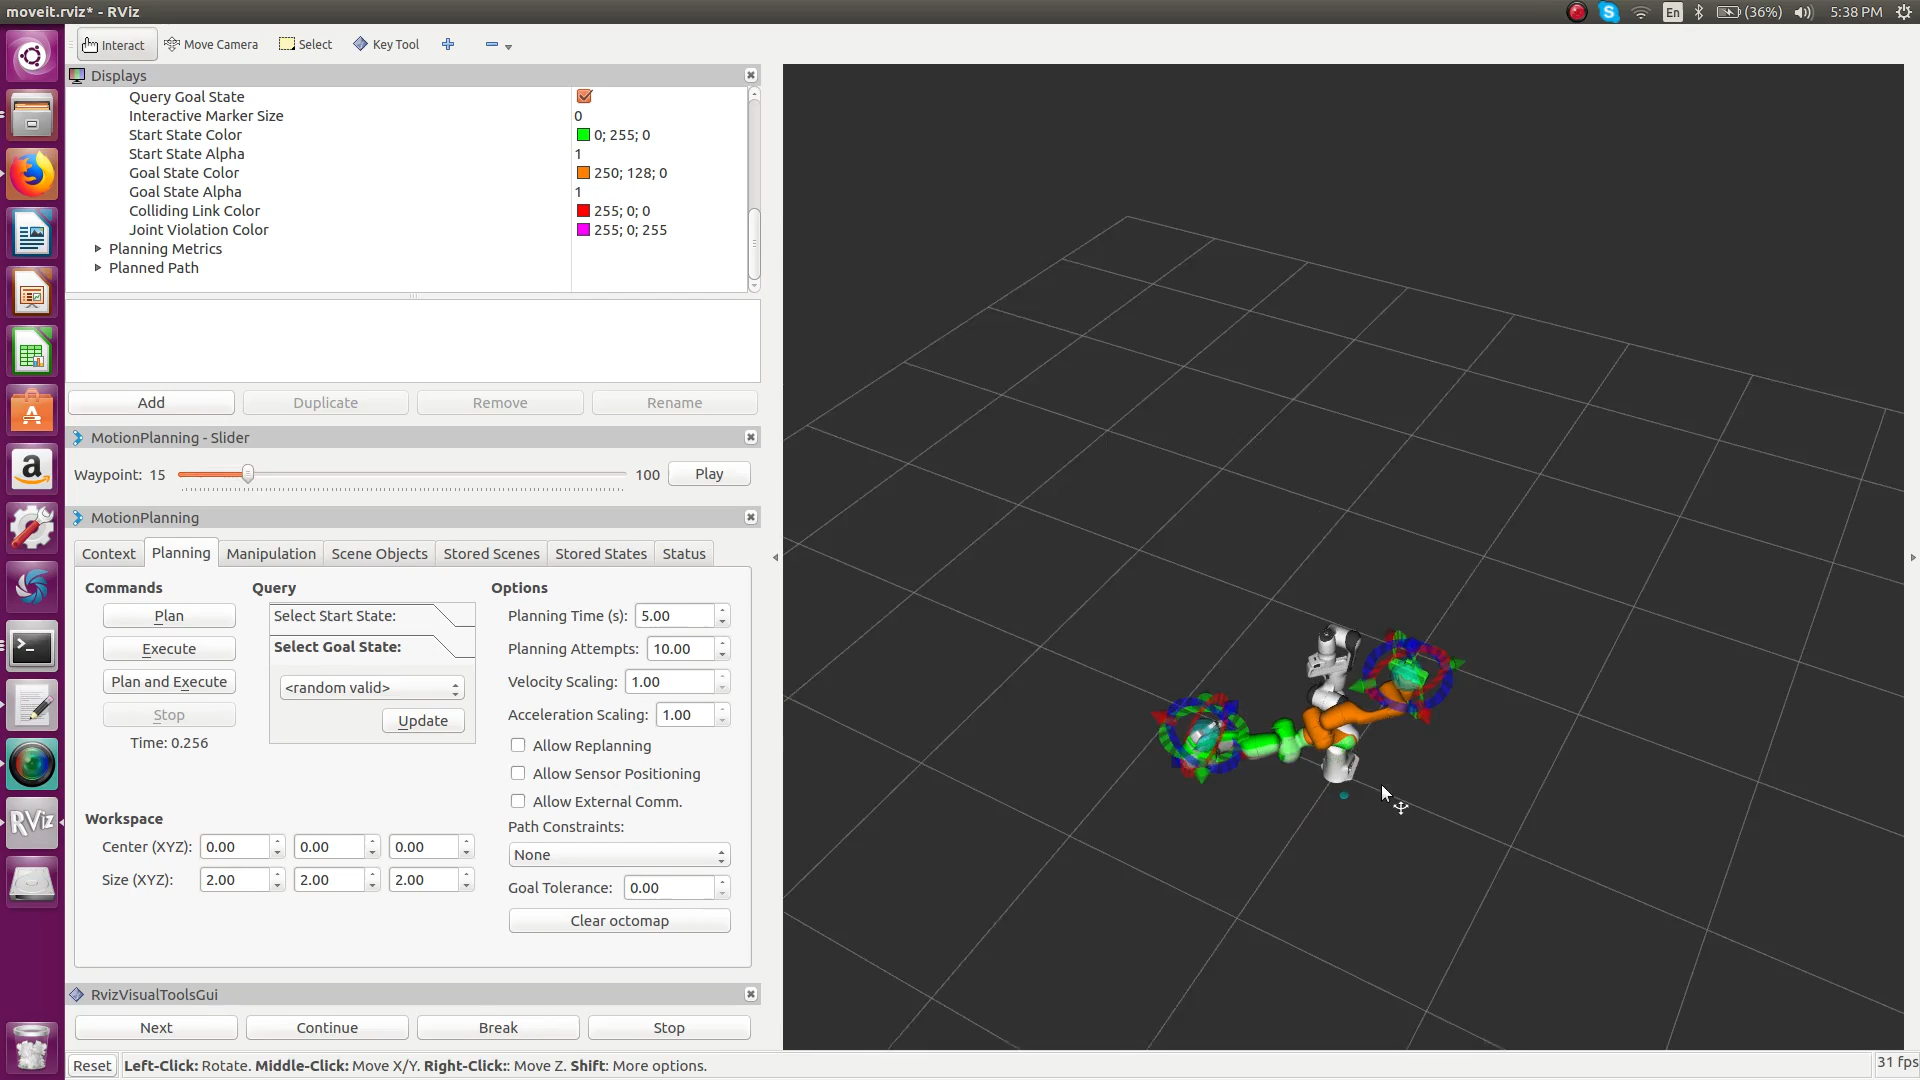 moveit.rviz* - RViz
En (36%) 5:38 PM
Interact Move Camera Select Key Tool
Displays
Query Goal State
Interactive Marker Size 0
Start State Color 0; 255; 0
Start State Alpha 1
Goal State Color 250; 128; 0
Goal State Alpha 1
Colliding Link Color 255; 0; 0
Joint Violation Color 255; 0; 255
Planning Metrics
Planned Path
Add Duplicate Remove Rename
MotionPlanning - Slider
Waypoint: 15 100 Play
MotionPlanning
Context Planning Manipulation Scene Objects Stored Scenes Stored States Status
Commands Query Options
Plan Select Start State: Planning Time (s): 5.00
Execute Select Goal State: Planning Attempts: 10.00
Plan and Execute <random valid> Velocity Scaling: 1.00
Stop Update Acceleration Scaling: 1.00
Time: 0.256 Allow Replanning
Allow Sensor Positioning
Allow External Comm.
Workspace Path Constraints:
Center (XYZ): 0.00 0.00 0.00 None
Size (XYZ): 2.00 2.00 2.00 Goal Tolerance: 0.00
Clear octomap
RvizVisualToolsGui
Next Continue Break Stop
Reset Left-Click: Rotate. Middle-Click: Move X/Y. Right-Click:: Move Z. Shift: More options. 31 fps
RViz